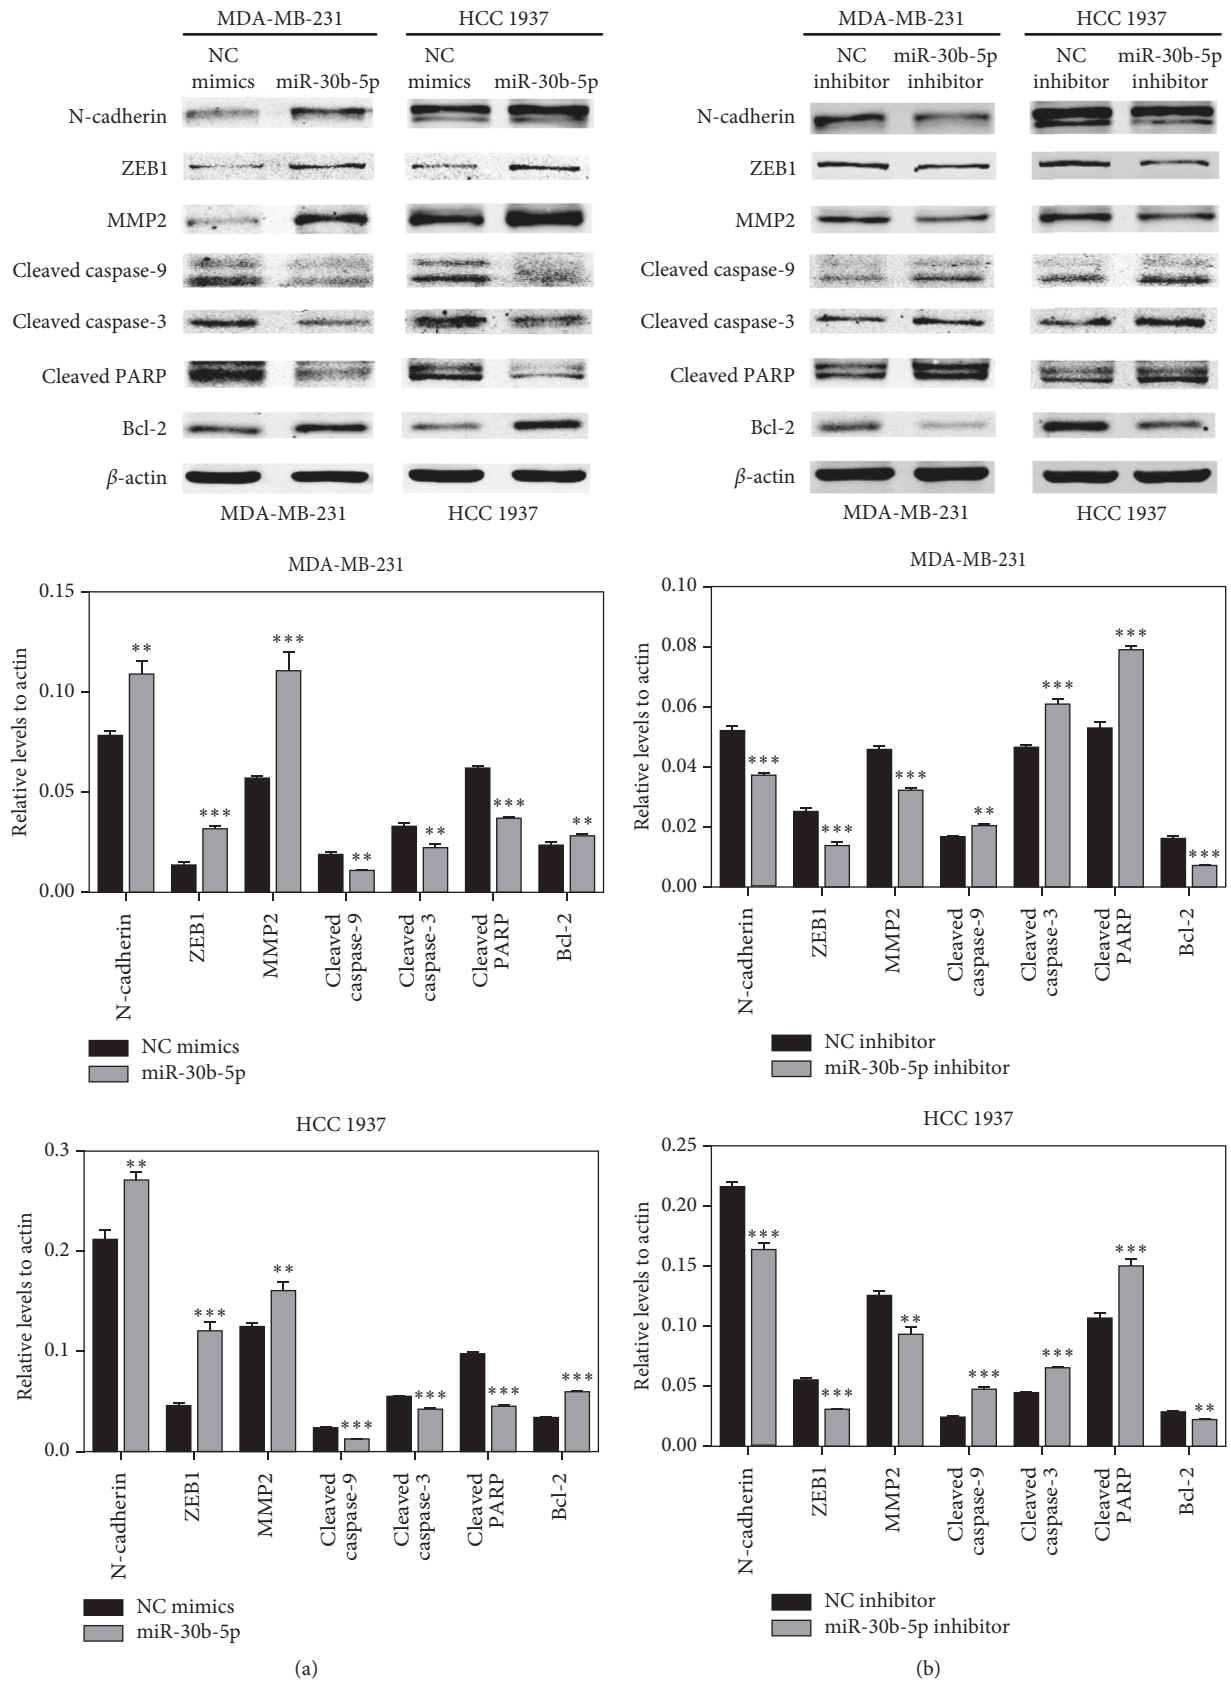 MDA-MB-231 HCC 1937
NC mimics miR-30b-5p NC mimics miR-30b-5p
N-cadherin
ZEB1
MMP2
Cleaved caspase-9
Cleaved caspase-3
Cleaved PARP
Bcl-2
β-actin
MDA-MB-231 HCC 1937
MDA-MB-231
0.15
0.10
0.05
0.00
Relative levels to actin
** *** *** ** ** *** **
N-cadherin
ZEB1
MMP2
Cleaved caspase-9
Cleaved caspase-3
Cleaved PARP
Bcl-2
NC mimics
miR-30b-5p
HCC 1937
0.3
0.2
0.1
0.0
Relative levels to actin
** *** ** *** *** *** ***
N-cadherin
ZEB1
MMP2
Cleaved caspase-9
Cleaved caspase-3
Cleaved PARP
Bcl-2
NC mimics
miR-30b-5p
(a)
MDA-MB-231 HCC 1937
NC inhibitor miR-30b-5p inhibitor NC inhibitor miR-30b-5p inhibitor
N-cadherin
ZEB1
MMP2
Cleaved caspase-9
Cleaved caspase-3
Cleaved PARP
Bcl-2
β-actin
MDA-MB-231 HCC 1937
MDA-MB-231
0.10
0.08
0.06
0.04
0.02
0.00
Relative levels to actin
*** *** *** ** *** *** ***
N-cadherin
ZEB1
MMP2
Cleaved caspase-9
Cleaved caspase-3
Cleaved PARP
Bcl-2
NC inhibitor
miR-30b-5p inhibitor
HCC 1937
0.25
0.20
0.15
0.10
0.05
0.00
Relative levels to actin
*** *** ** *** *** *** **
N-cadherin
ZEB1
MMP2
Cleaved caspase-9
Cleaved caspase-3
Cleaved PARP
Bcl-2
NC inhibitor
miR-30b-5p inhibitor
(b)